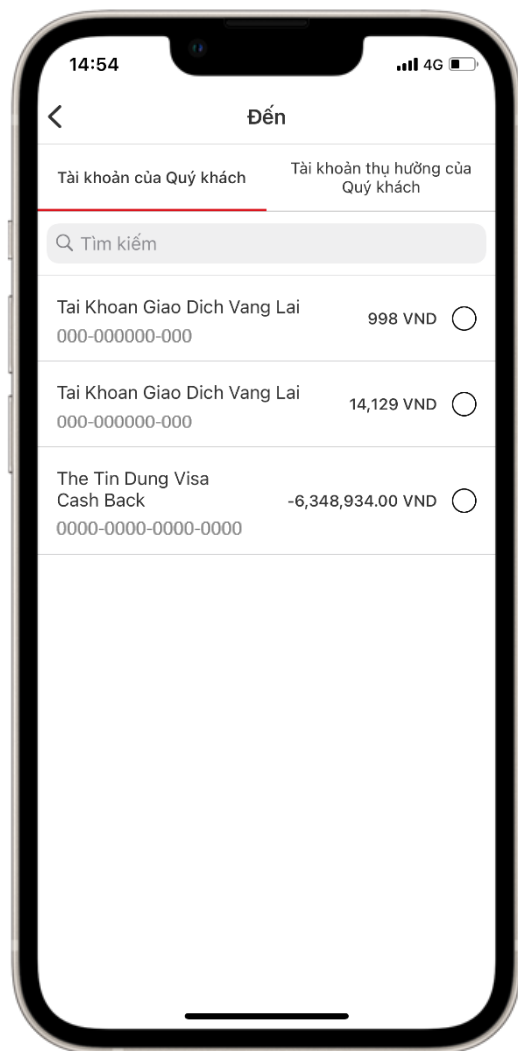 14:54
4G
Đến
Tài khoản của Quý khách
Tài khoản thụ hưởng của
Quý khách
Tìm kiếm
Tai Khoan Giao Dich Vang Lai
998 VND
000-000000-000
Tai Khoan Giao Dich Vang Lai
14,129 VND
000-000000-000
The Tin Dung Visa
Cash Back
-6,348,934.00 VND
0000-0000-0000-0000